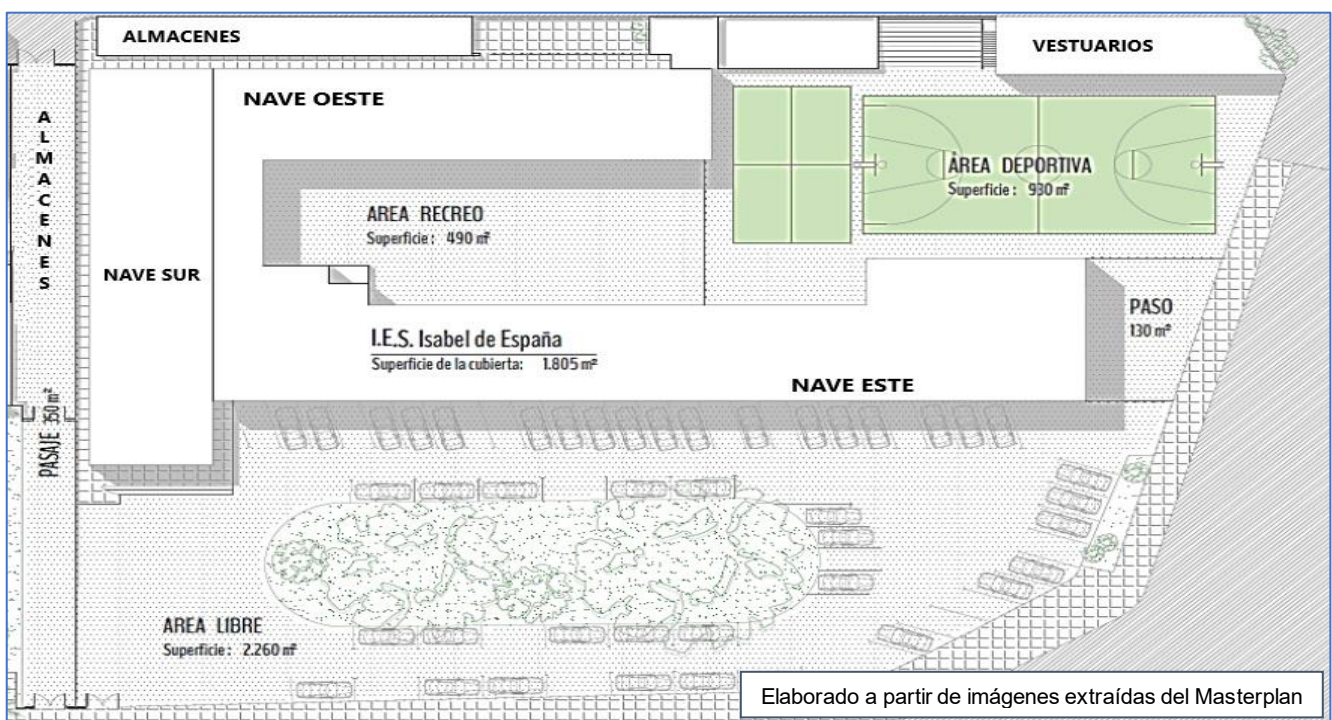 ALMACENES
VESTUARIOS
NAVE OESTE
ALMACENES
ÁREA DEPORTIVA
Superficie: 930 m²
AREA RECREO
Superficie: 490 m²
NAVE SUR
PASO
130 m²
I.E.S. Isabel de España
Superficie de la cubierta: 1.805 m²
NAVE ESTE
PASAJE 350 m²
AREA LIBRE
Superficie: 2.260 m²
Elaborado a partir de imágenes extraídas del Masterplan